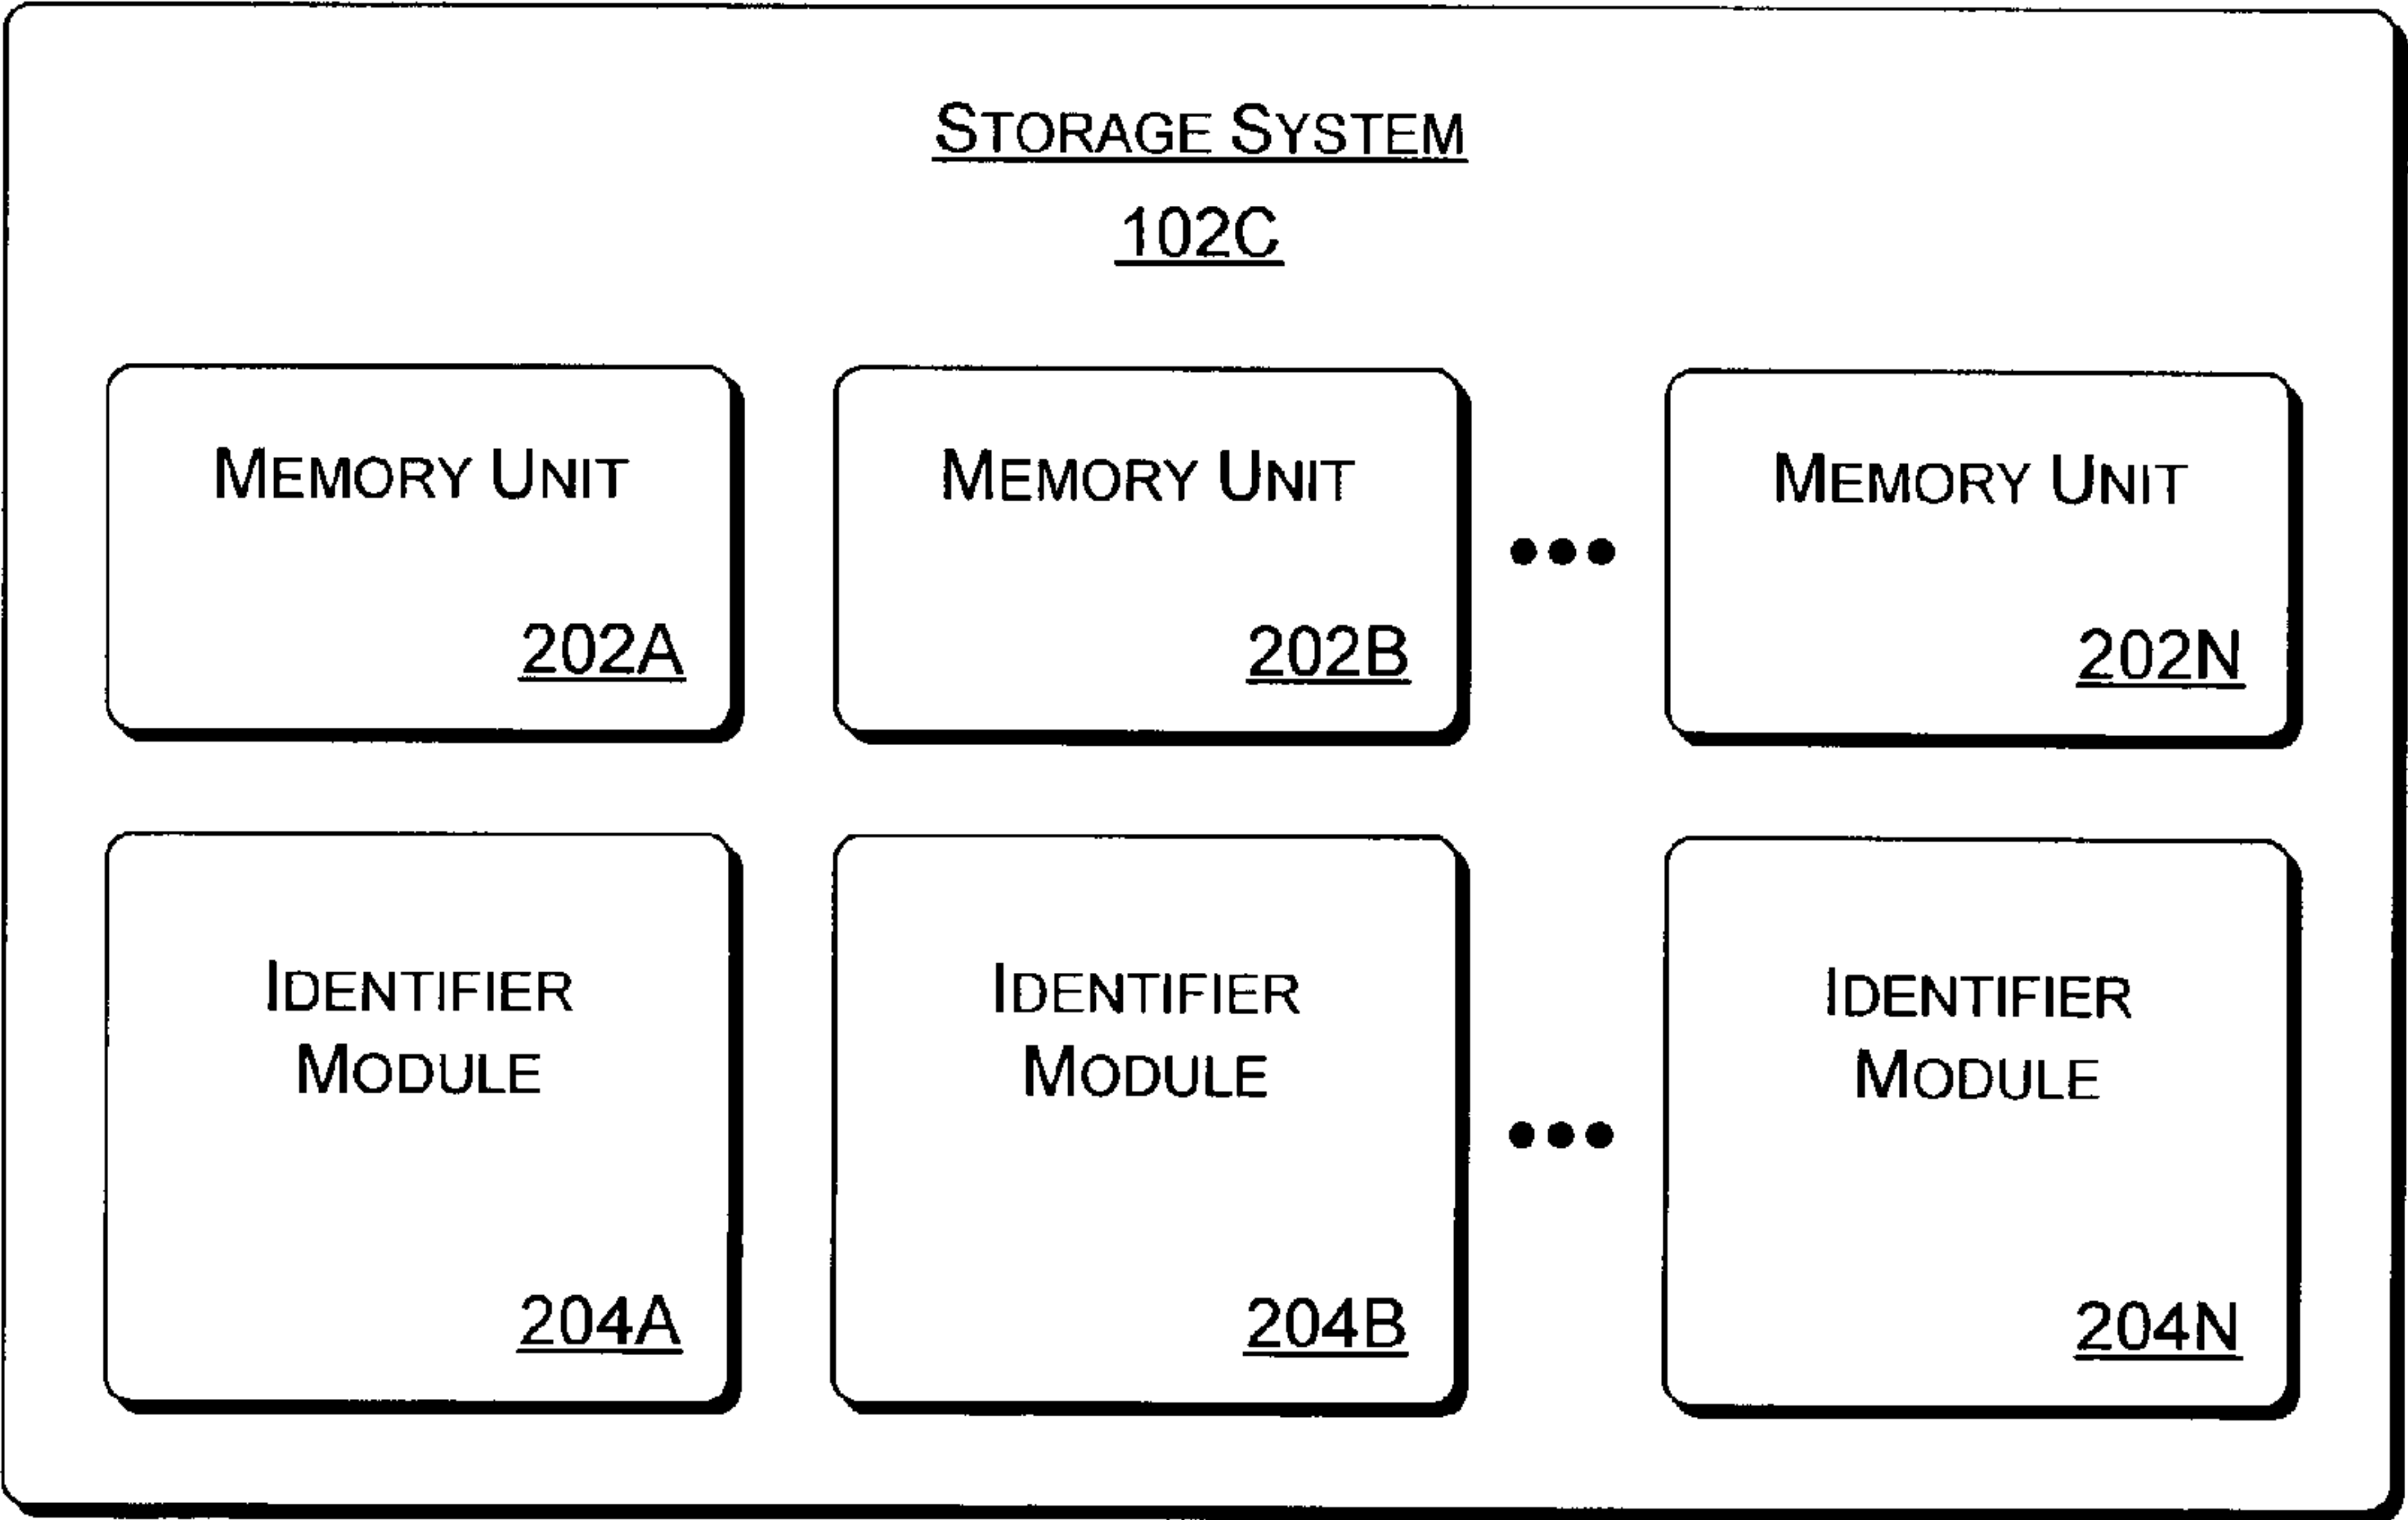 STORAGE SYSTEM
102C
MEMORY UNIT
202A
MEMORY UNIT
202B
•••
MEMORY UNIT
202N
IDENTIFIER
MODULE
204A
IDENTIFIER
MODULE
204B
•••
IDENTIFIER
MODULE
204N